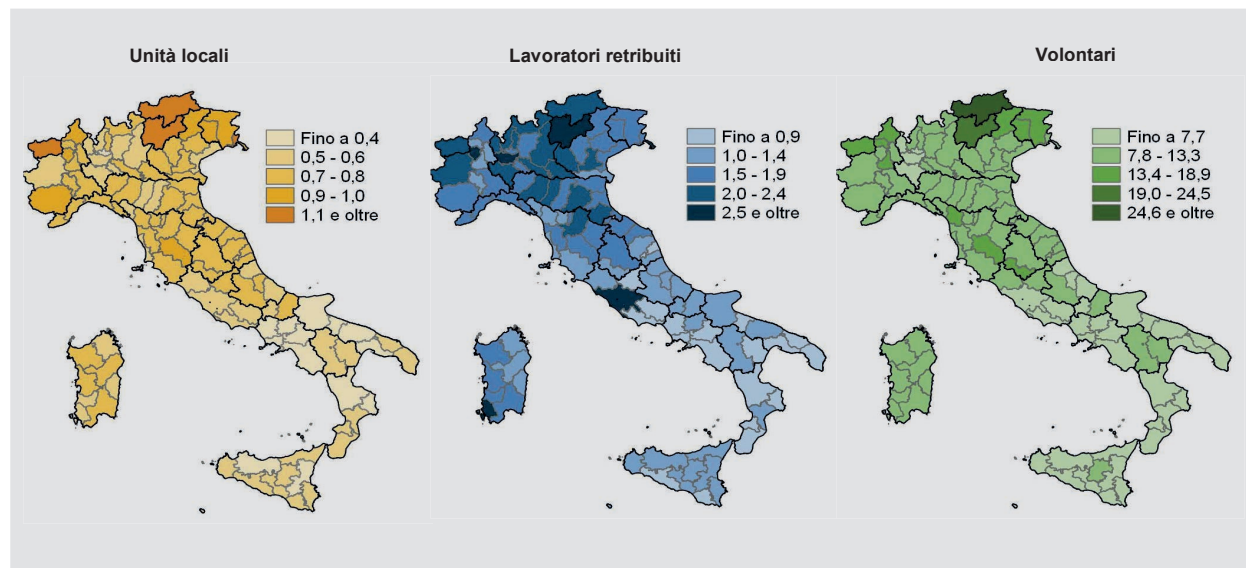 Unità locali
Fino a 0,4
0,5 - 0,6
0,7 - 0,8
0,9 - 1,0
1,1 e oltre
Lavoratori retribuiti
Fino a 0,9
1,0 - 1,4
1,5 - 1,9
2,0 - 2,4
2,5 e oltre
Volontari
Fino a 7,7
7,8 - 13,3
13,4 - 18,9
19,0 - 24,5
24,6 e oltre